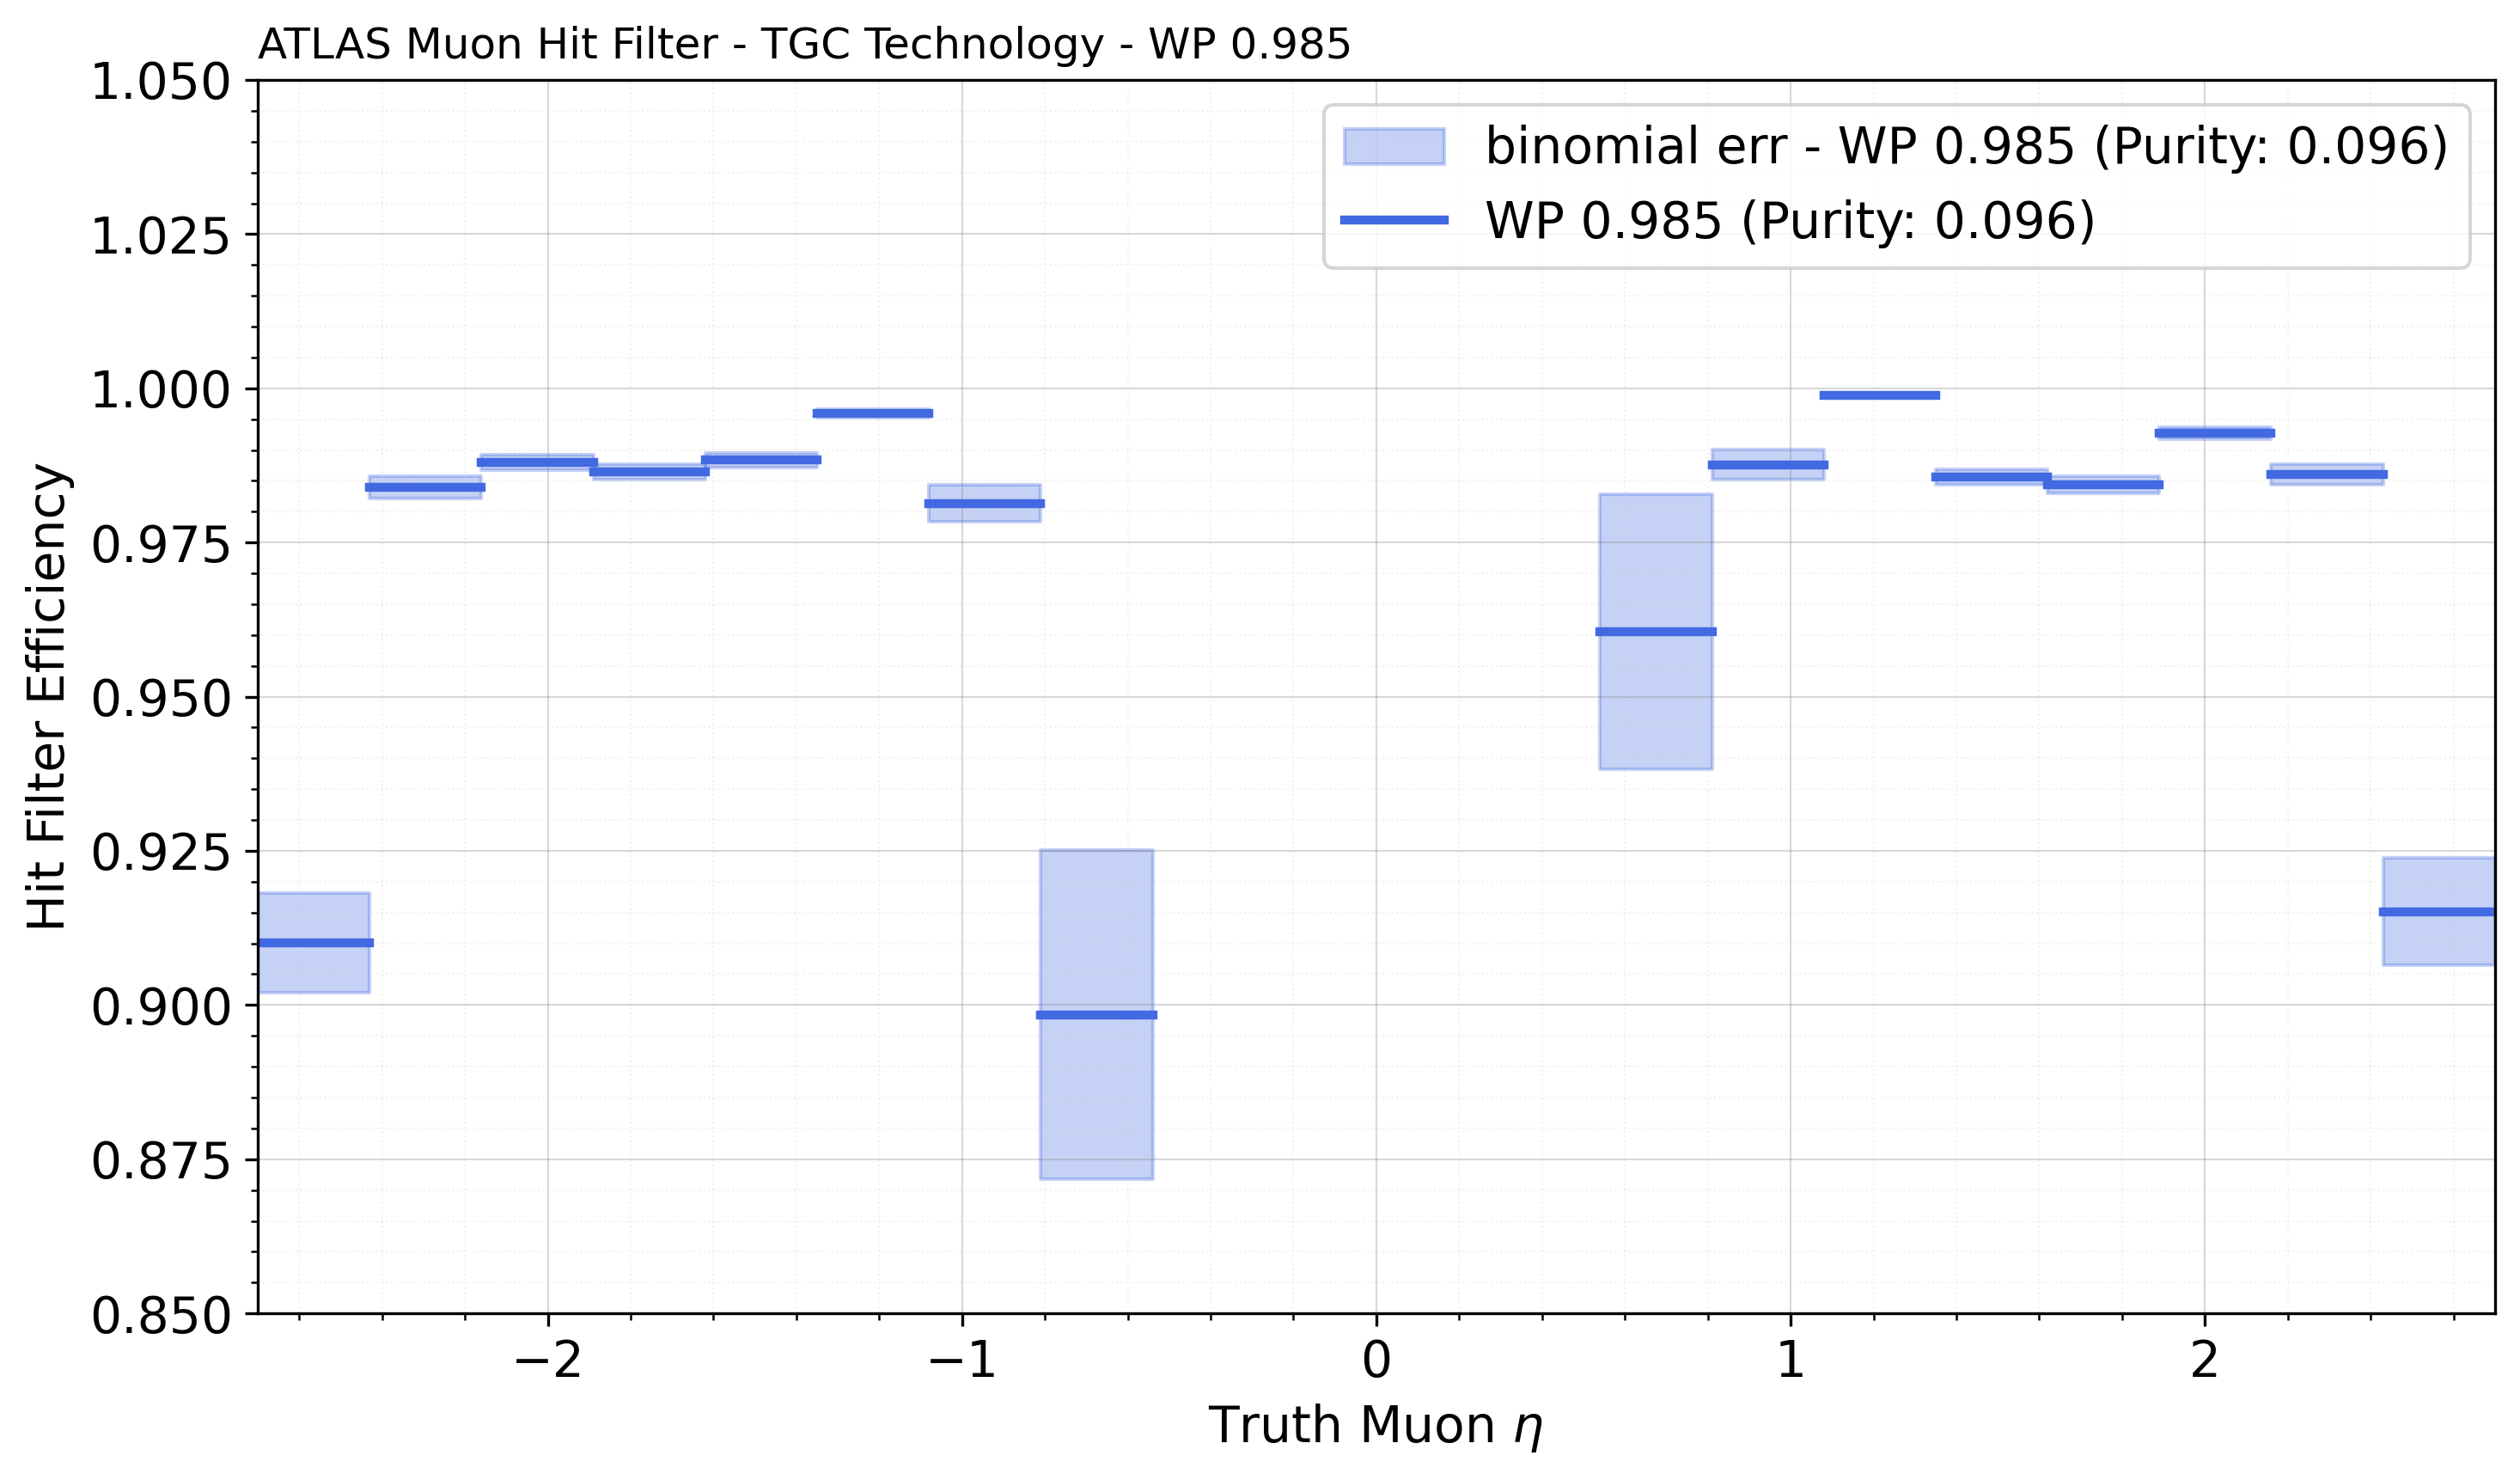 ATLAS Muon Hit Filter - TGC Technology - WP 0.985
1.050
1.025
1.000
0.975
0.950
0.925
0.900
0.875
0.850
Hit Filter Efficiency
binomial err - WP 0.985 (Purity: 0.096)
WP 0.985 (Purity: 0.096)
−2 −1 0 1 2
Truth Muon η